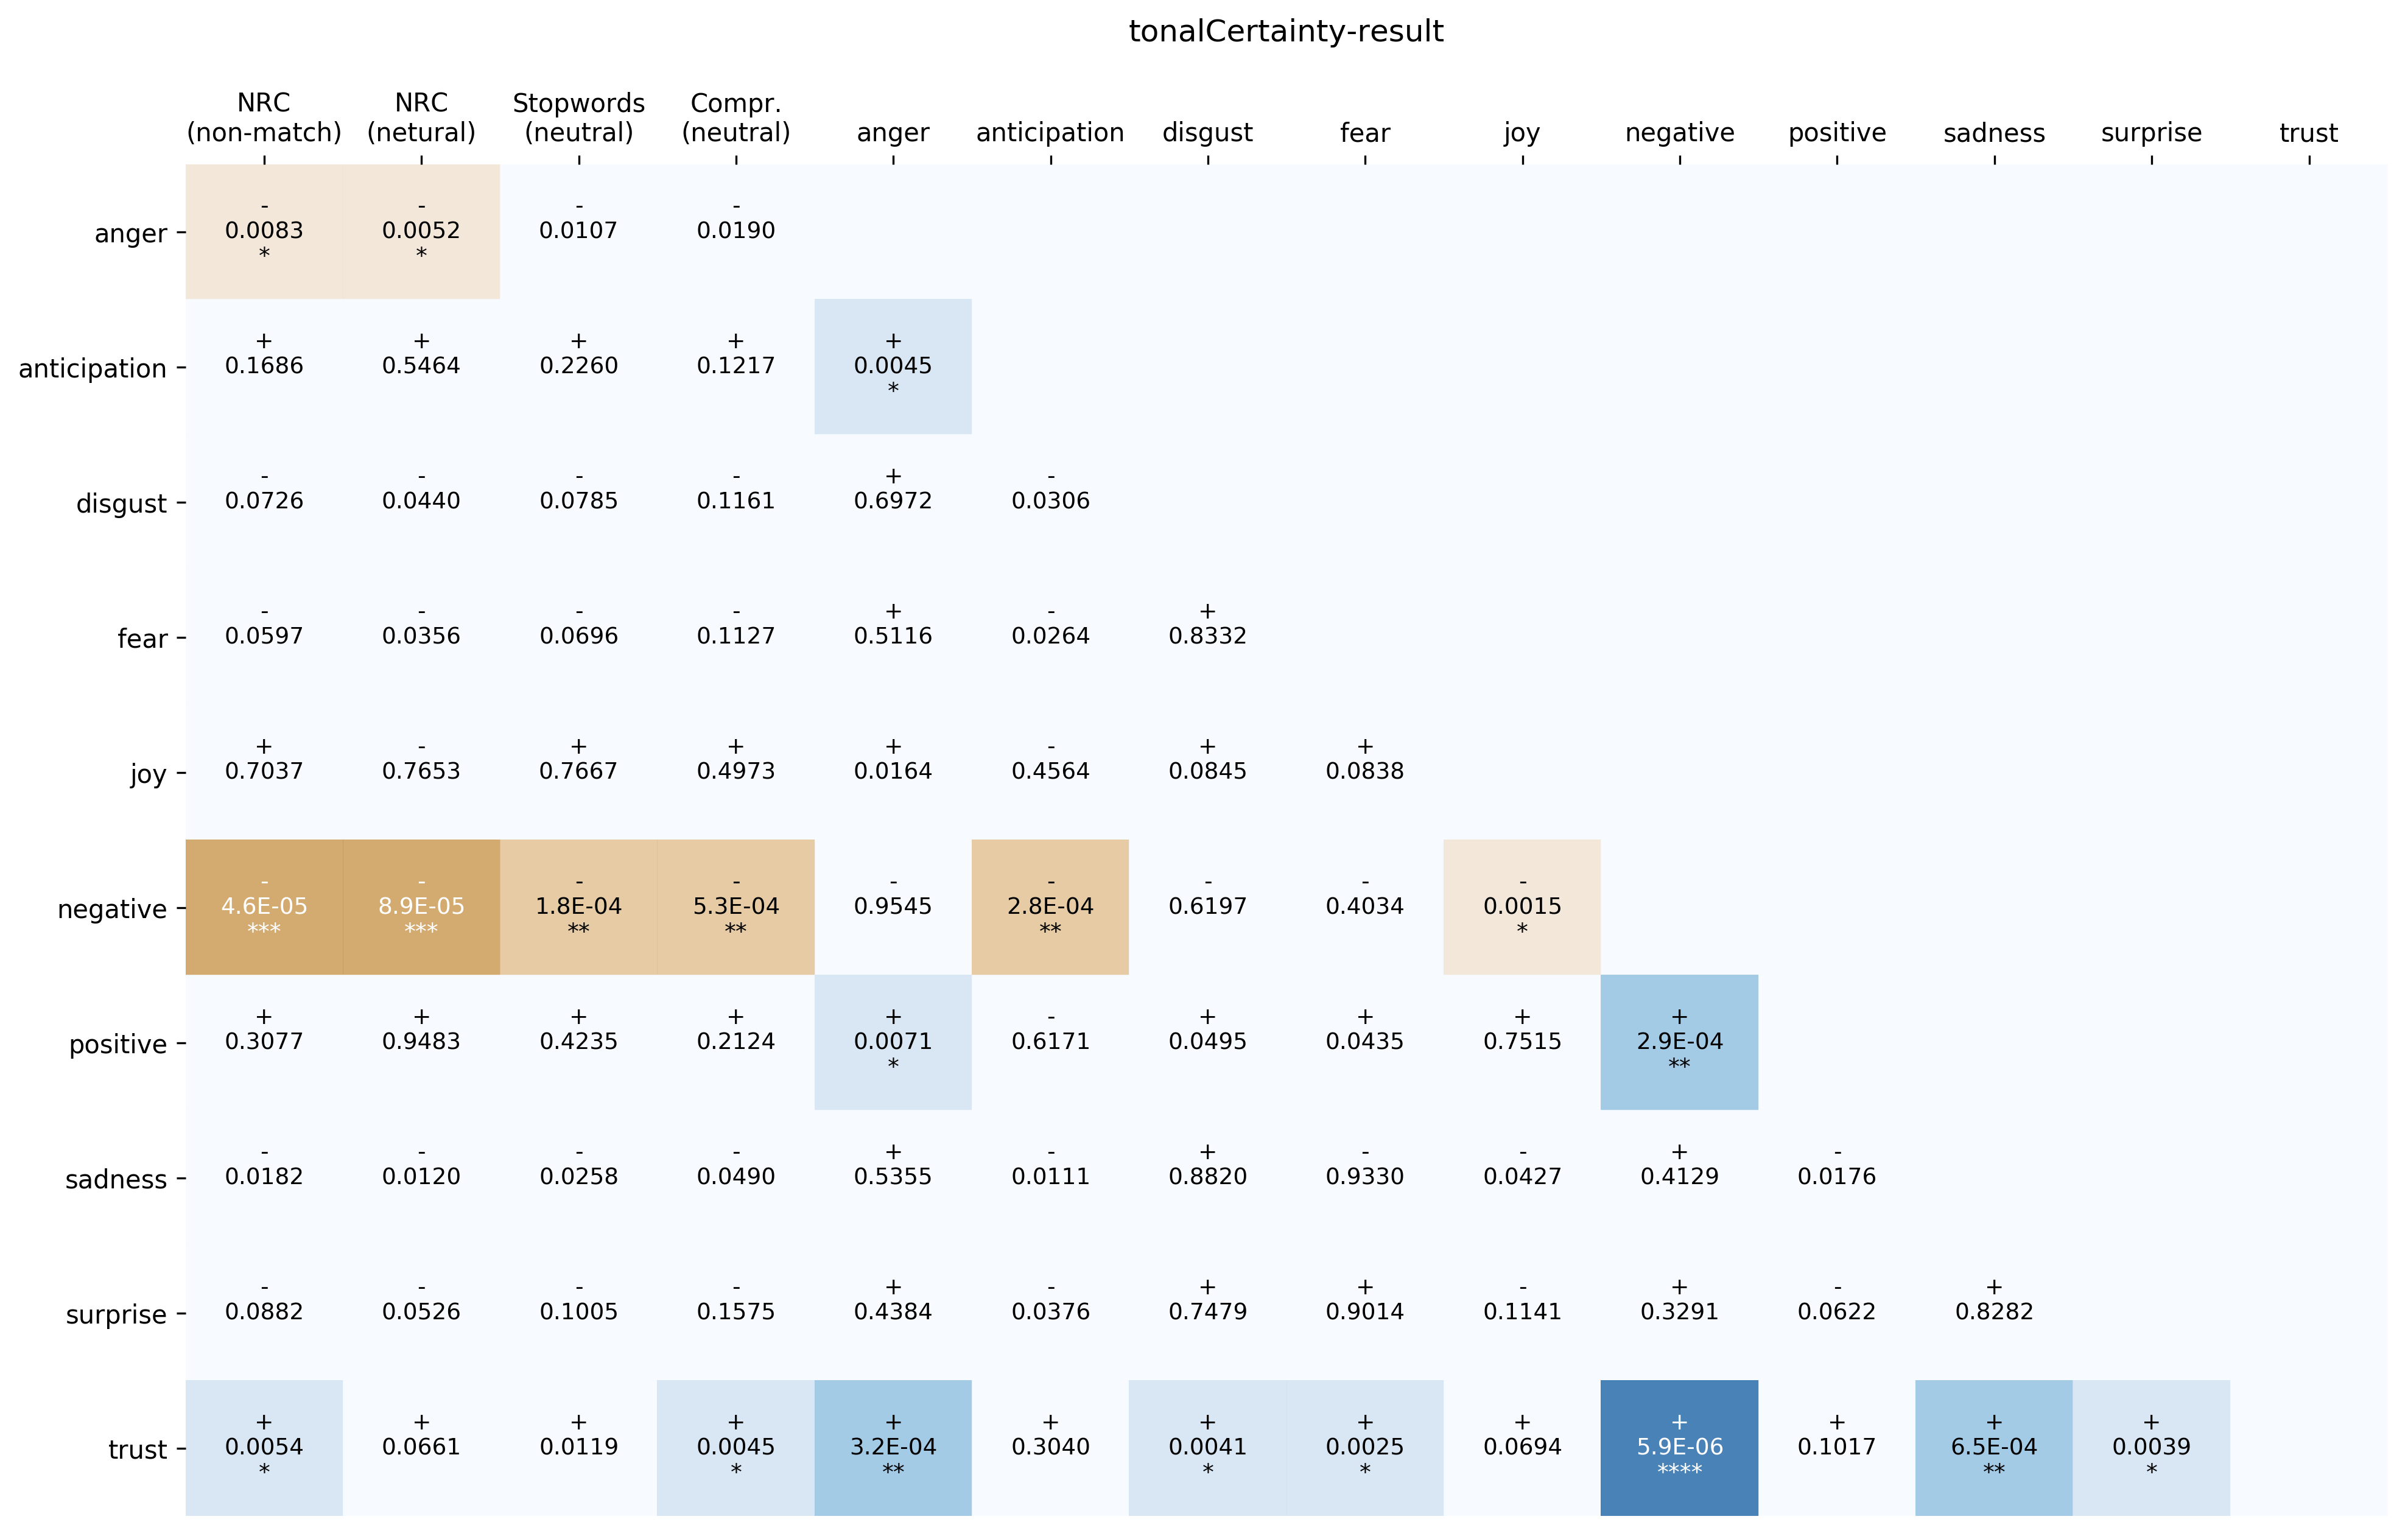 tonalCertainty-result
NRC NRC Stopwords Compr.
(non-match) (netural) (neutral) (neutral) anger anticipation disgust fear joy negative positive sadness surprise trust
- - - -
anger 0.0083 0.0052 0.0107 0.0190
* *
+ + + + +
anticipation 0.1686 0.5464 0.2260 0.1217 0.0045
*
- - - - + -
disgust 0.0726 0.0440 0.0785 0.1161 0.6972 0.0306
- - - - + - +
fear 0.0597 0.0356 0.0696 0.1127 0.5116 0.0264 0.8332
+ - + + + - + +
joy 0.7037 0.7653 0.7667 0.4973 0.0164 0.4564 0.0845 0.0838
- - - - - - - - -
negative 4.6E-05 8.9E-05 1.8E-04 5.3E-04 0.9545 2.8E-04 0.6197 0.4034 0.0015
*** *** ** ** ** *
+ + + + + - + + + +
positive 0.3077 0.9483 0.4235 0.2124 0.0071 0.6171 0.0495 0.0435 0.7515 2.9E-04
* **
- - - - + - + - - + -
sadness 0.0182 0.0120 0.0258 0.0490 0.5355 0.0111 0.8820 0.9330 0.0427 0.4129 0.0176
- - - - + - + + - + - +
surprise 0.0882 0.0526 0.1005 0.1575 0.4384 0.0376 0.7479 0.9014 0.1141 0.3291 0.0622 0.8282
+ + + + + + + + + + + + +
trust 0.0054 0.0661 0.0119 0.0045 3.2E-04 0.3040 0.0041 0.0025 0.0694 5.9E-06 0.1017 6.5E-04 0.0039
* * ** * * **** ** *